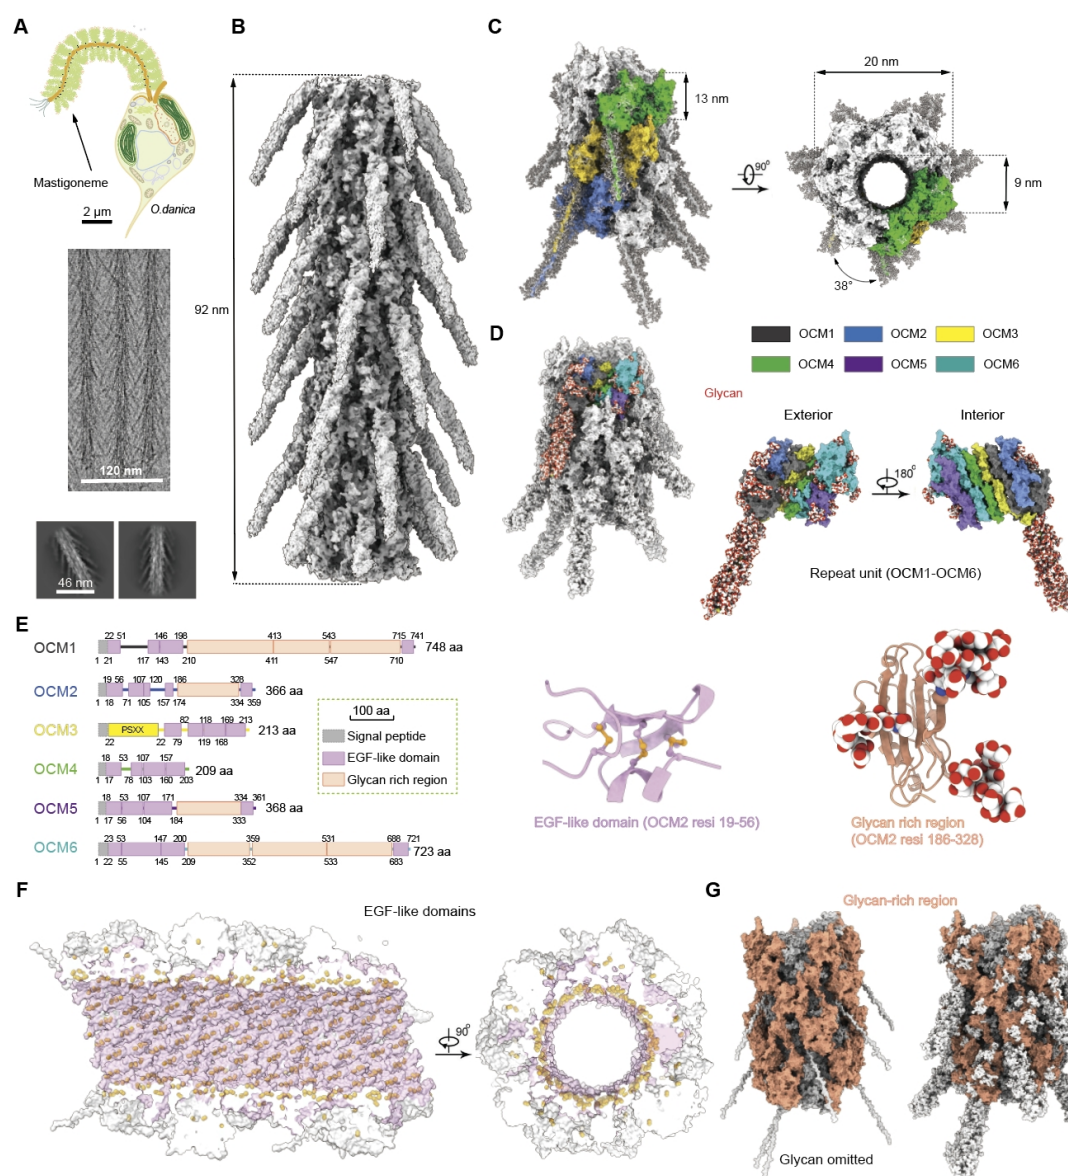 A
Mastigoneme
2 μm
O.danica
120 nm
46 nm
B
92 nm
C
13 nm
90°
20 nm
9 nm
38°
D
OCM1
OCM2
OCM3
OCM4
OCM5
OCM6
Glycan
Exterior
Interior
180°
Repeat unit (OCM1-OCM6)
E
22 51 146 198 413 543 715 741
OCM1
748 aa
1 21 117 143 210 411 547 710
19 56 107 120 186 328
OCM2
366 aa
1 18 71 105 157 174 334 359
82 118 169 213
OCM3
PSXX
213 aa
22 22 79 119 168
18 53 107 157
OCM4
209 aa
1 17 78 103 160 203
18 53 107 171 334 361
OCM5
368 aa
1 17 56 104 184 333
23 53 147 200 359 531 688 721
OCM6
723 aa
1 22 55 145 209 352 533 683
100 aa
Signal peptide
EGF-like domain
Glycan rich region
EGF-like domain (OCM2 resi 19-56)
Glycan rich region
(OCM2 resi 186-328)
F
EGF-like domains
90°
G
Glycan-rich region
Glycan omitted